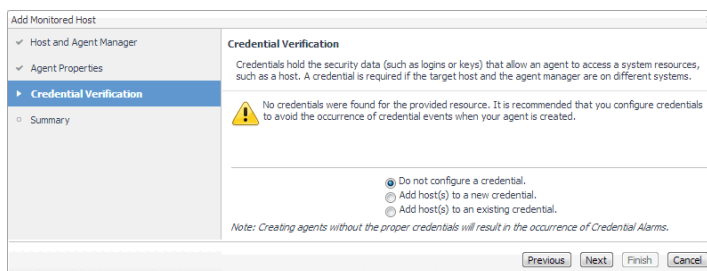 Add Monitored Host
Host and Agent Manager
Agent Properties
Credential Verification
Summary
Credential Verification
Credentials hold the security data (such as logins or keys) that allow an agent to access a system resources,
such as a host. A credential is required if the target host and the agent manager are on different systems.
No credentials were found for the provided resource. It is recommended that you configure credentials
to avoid the occurrence of credential events when your agent is created.
Do not configure a credential.
Add host(s) to a new credential.
Add host(s) to an existing credential.
Note: Creating agents without the proper credentials will result in the occurrence of Credential Alarms.
Previous Next Finish Cancel